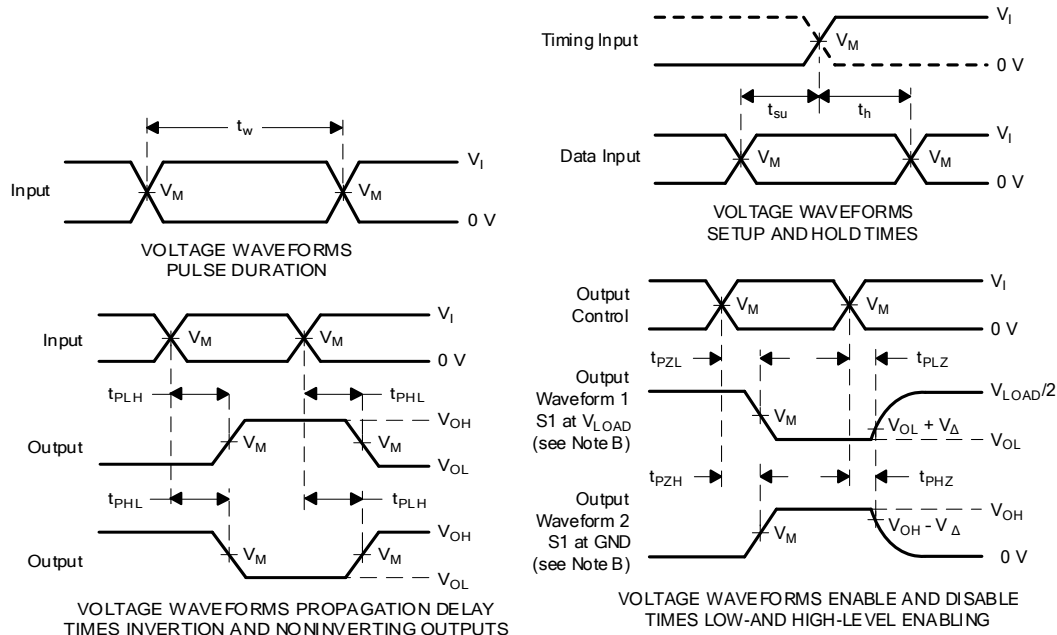 t_w
Input
V_I
V_M
V_M
0 V
VOLTAGE WAVEFORMS
PULSE DURATION
Timing Input
V_I
V_M
0 V
t_su
t_h
Data Input
V_I
V_M
V_M
0 V
VOLTAGE WAVEFORMS
SETUP AND HOLD TIMES
Input
V_I
V_M
V_M
0 V
t_PLH
t_PHL
Output
V_OH
V_M
V_M
V_OL
t_PHL
t_PLH
Output
V_OH
V_M
V_M
V_OL
VOLTAGE WAVEFORMS PROPAGATION DELAY
TIMES INVERTION AND NONINVERTING OUTPUTS
Output
Control
V_I
V_M
V_M
0 V
t_PZL
t_PLZ
Output
Waveform 1
S1 at V_LOAD
(see Note B)
V_LOAD/2
V_M
V_OL + V_Δ
V_OL
t_PZH
t_PHZ
Output
Waveform 2
S1 at GND
(see Note B)
V_OH
V_M
V_OH - V_Δ
0 V
VOLTAGE WAVEFORMS ENABLE AND DISABLE
TIMES LOW-AND HIGH-LEVEL ENABLING